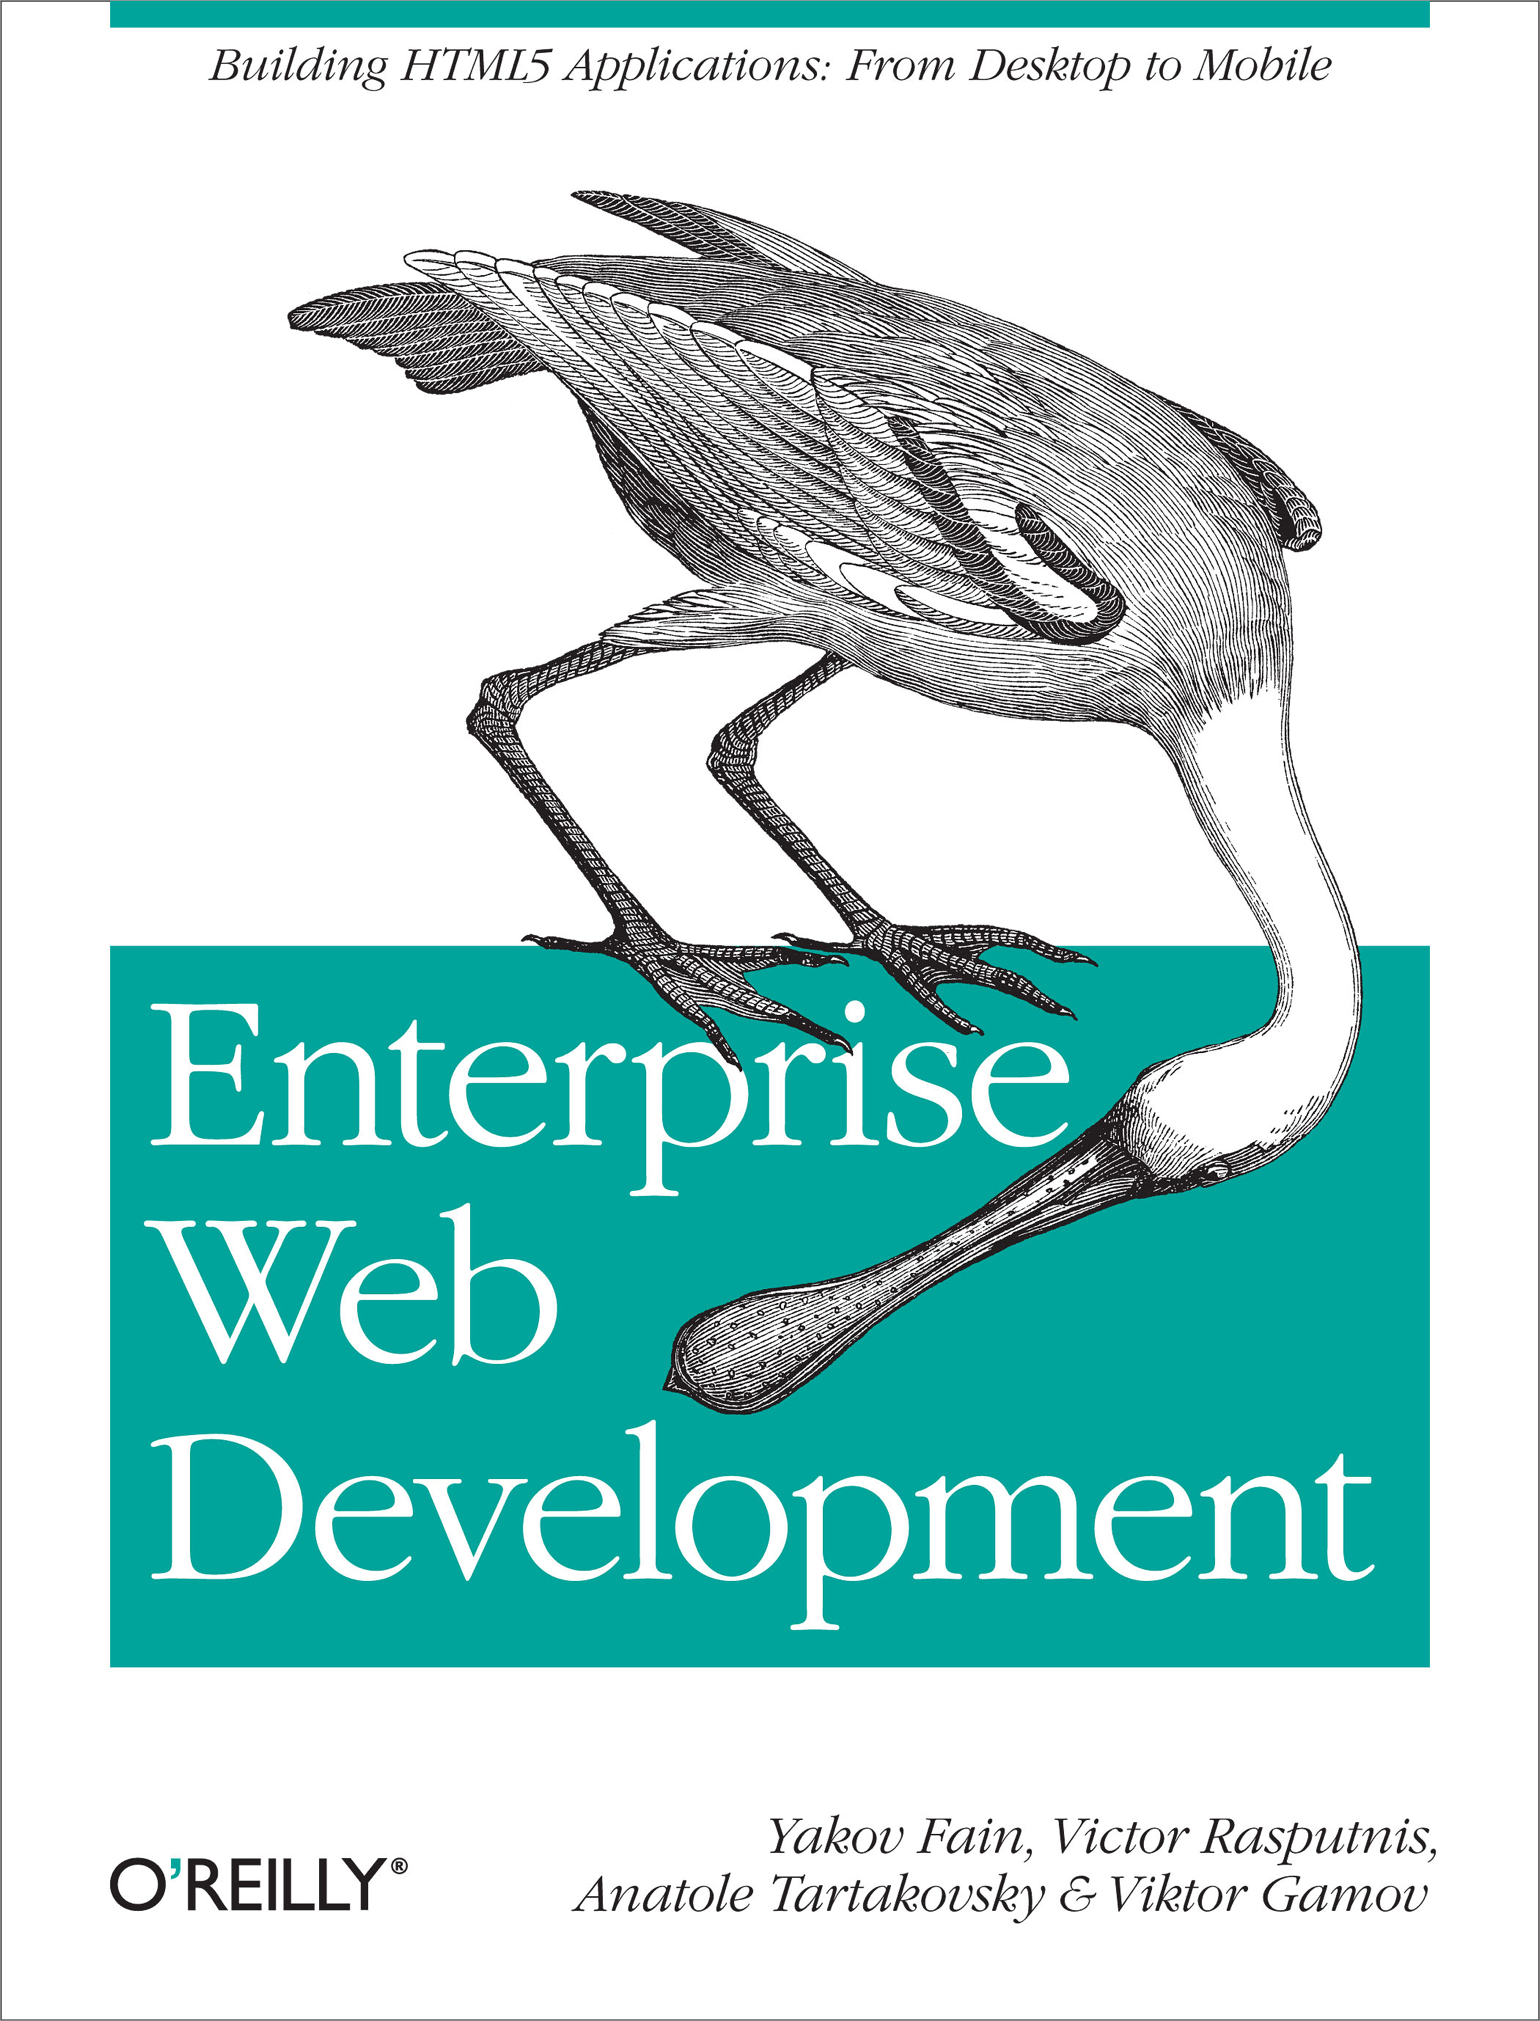 Building HTML5 Applications: From Desktop to Mobile
Enterprise
Web
Development
Yakov Fain, Victor Rasputnis,
Anatole Tartakovsky & Viktor Gamov
O'REILLY®